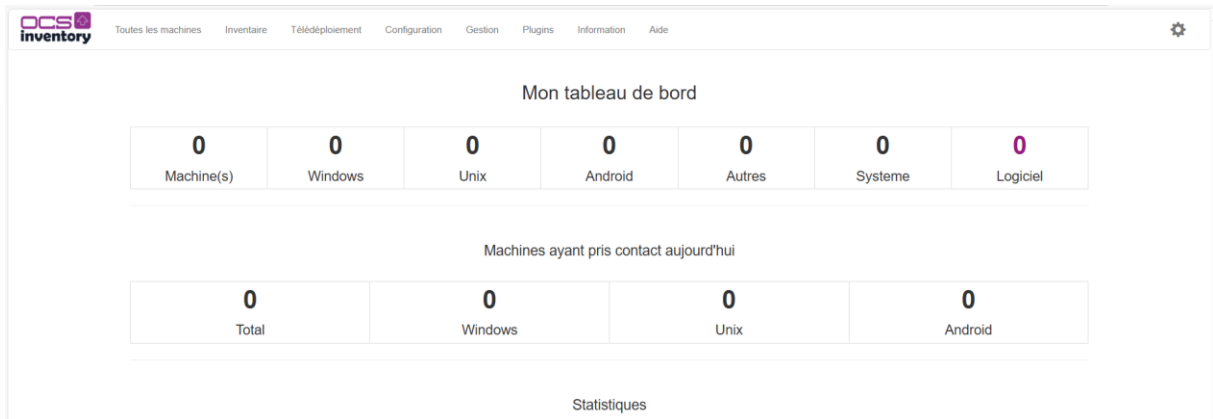 OCS
inventory
Toutes les machines Inventaire Télédéploiement Configuration Gestion Plugins Information Aide
Mon tableau de bord
0 0 0 0 0 0 0
Machine(s) Windows Unix Android Autres Systeme Logiciel
Machines ayant pris contact aujourd'hui
0 0 0 0
Total Windows Unix Android
Statistiques